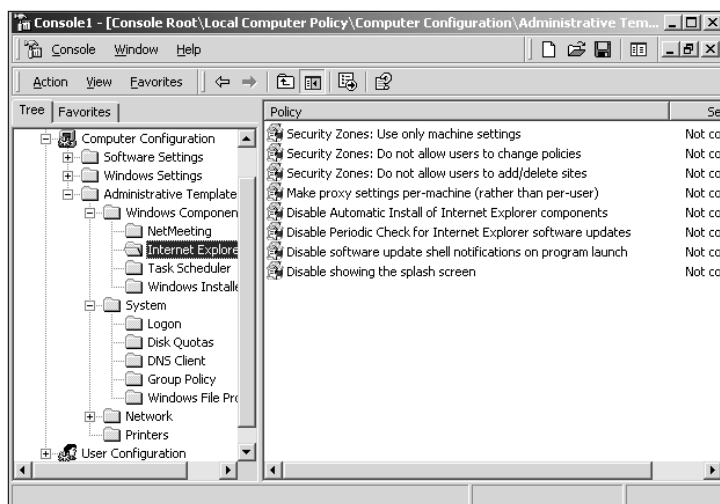 Console1 - [Console Root\Local Computer Policy\Computer Configuration\Administrative Tem...
Console Window Help
Action View Favorites
Tree Favorites
Computer Configuration
Software Settings
Windows Settings
Administrative Template
Windows Componen
NetMeeting
Internet Explore
Task Scheduler
Windows Installe
System
Logon
Disk Quotas
DNS Client
Group Policy
Windows File Pro
Network
Printers
User Configuration
Policy Se
Security Zones: Use only machine settings Not co
Security Zones: Do not allow users to change policies Not co
Security Zones: Do not allow users to add/delete sites Not co
Make proxy settings per-machine (rather than per-user) Not co
Disable Automatic Install of Internet Explorer components Not co
Disable Periodic Check for Internet Explorer software updates Not co
Disable software update shell notifications on program launch Not co
Disable showing the splash screen Not co